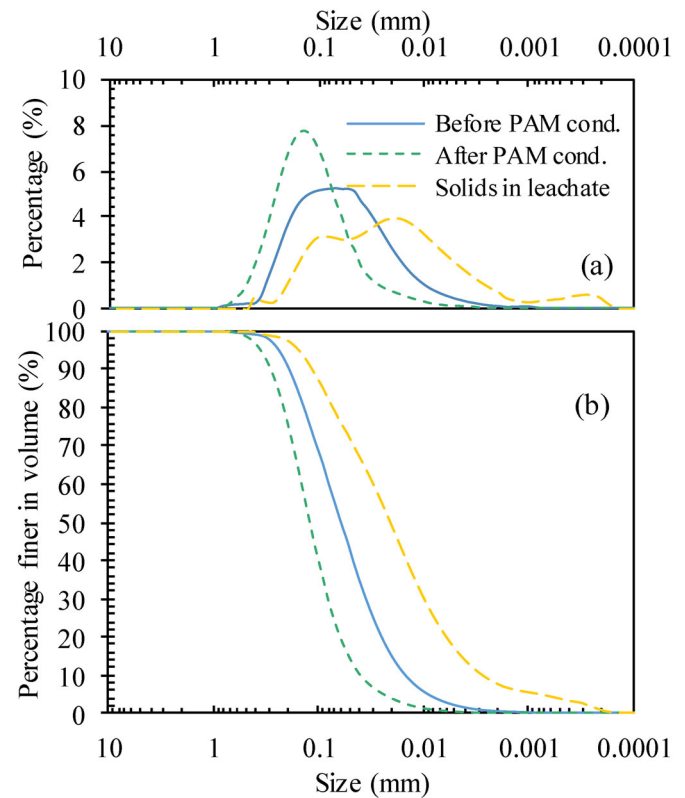 Size (mm)
10 1 0.1 0.01 0.001 0.0001
Percentage (%)
10
8
6
4
2
0
Before PAM cond.
After PAM cond.
Solids in leachate
(a)
Percentage finer in volume (%)
100
90
80
70
60
50
40
30
20
10
0
(b)
10 1 0.1 0.01 0.001 0.0001
Size (mm)